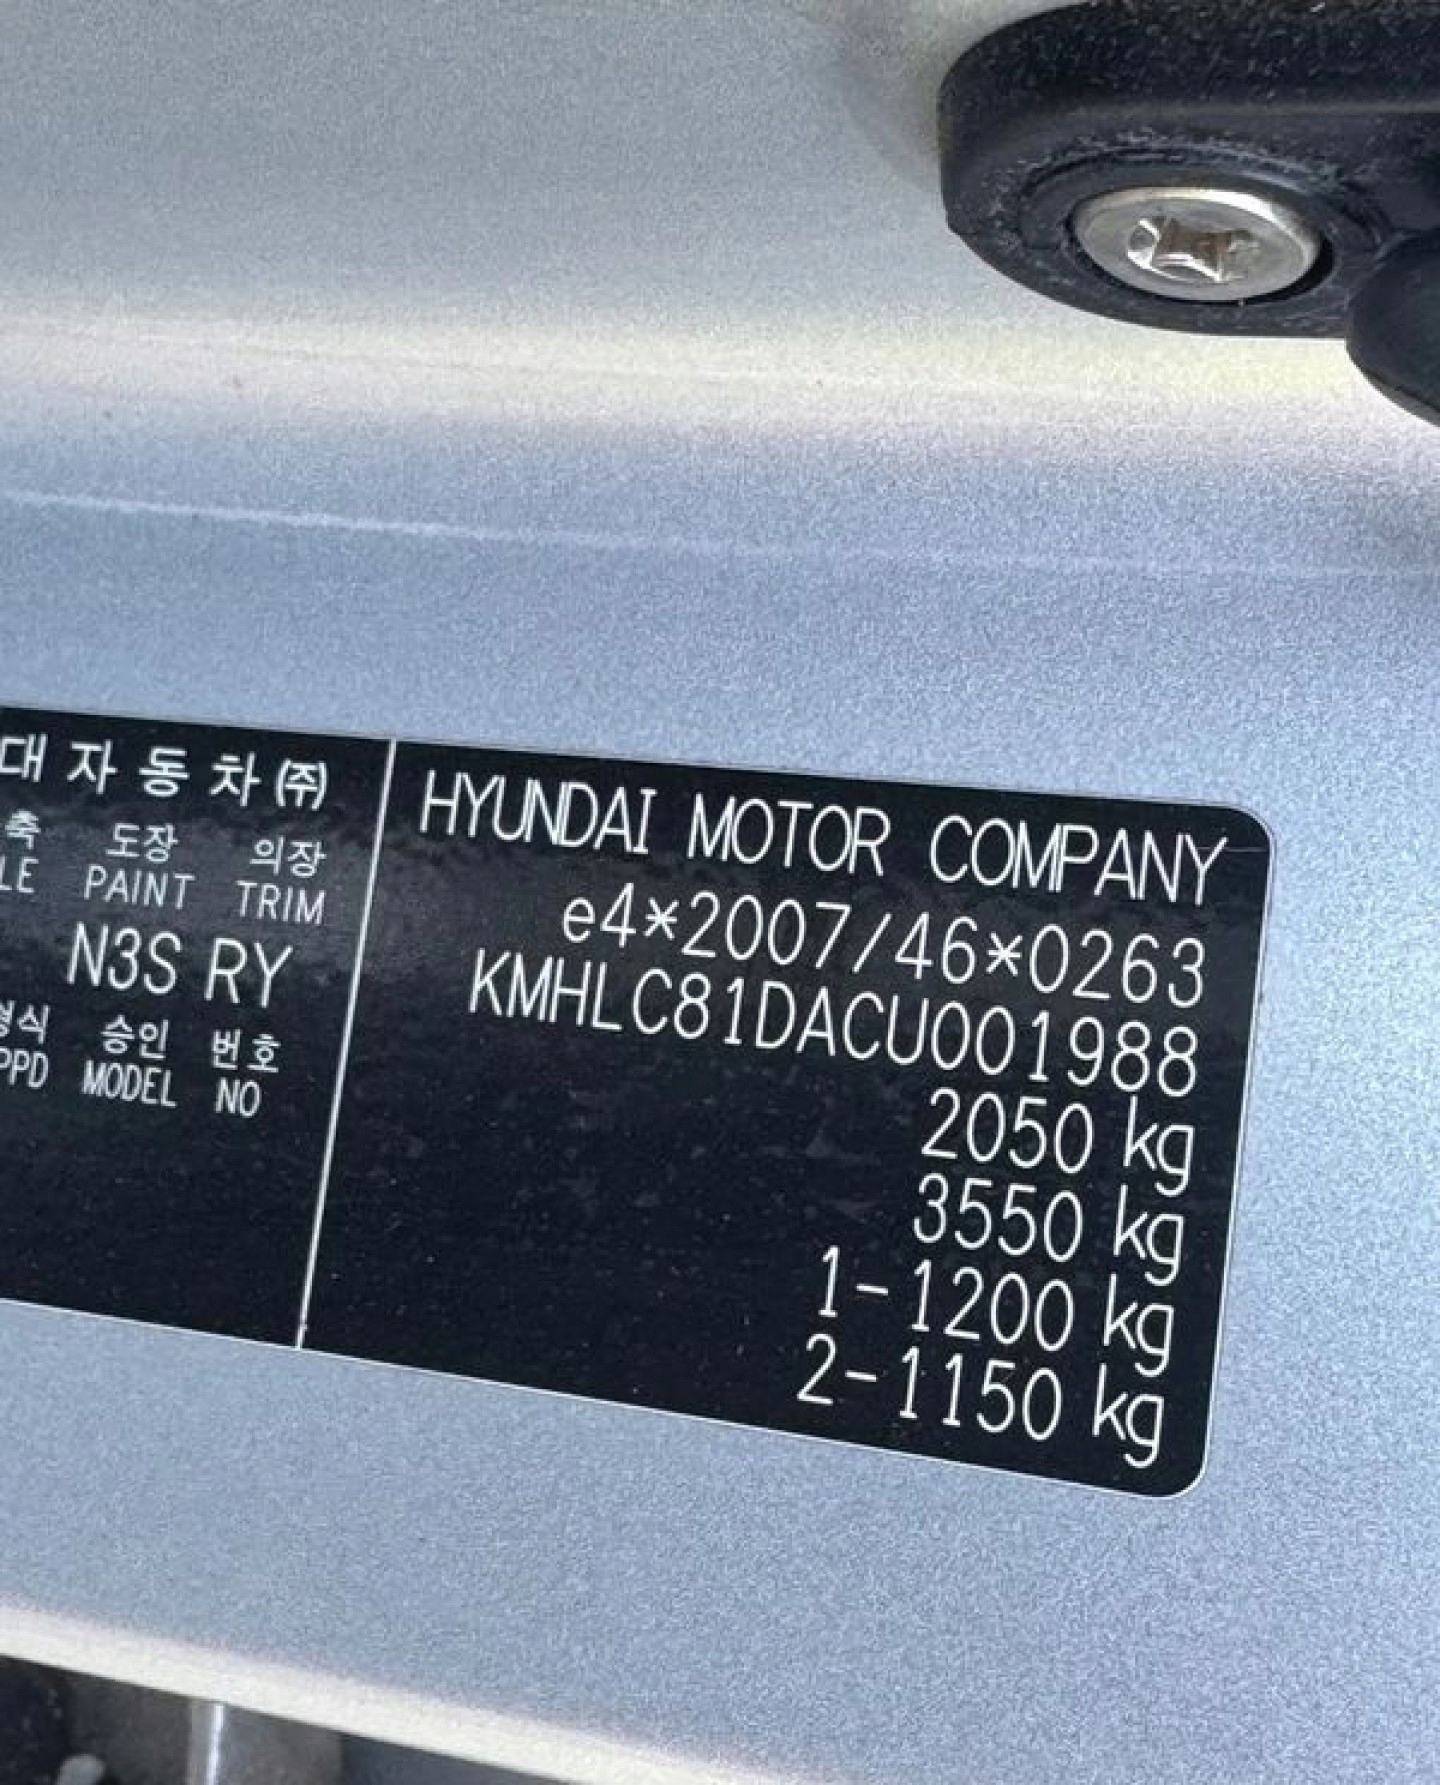 대 자 동 차 ㈜
축 도장 의장
LE PAINT TRIM
N3S RY
형식 승인 번호
PPD MODEL NO
HYUNDAI MOTOR COMPANY
e4*2007/46*0263
KMHLC81DACU001988
2050 kg
3550 kg
1-1200 kg
2-1150 kg